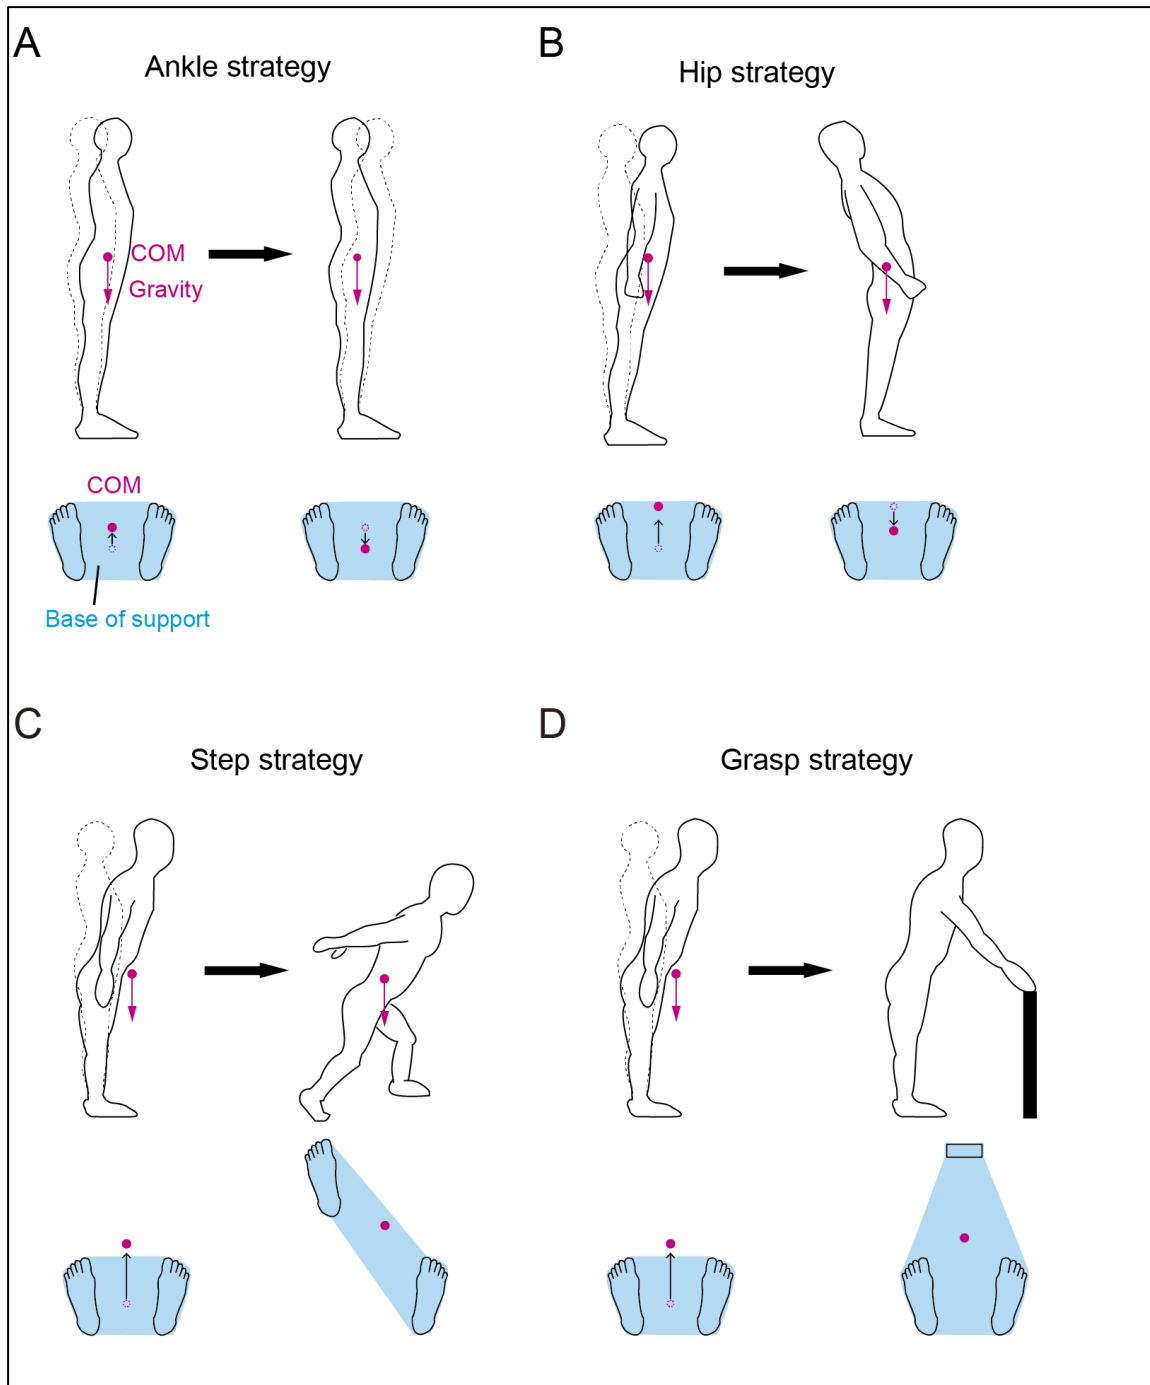 A
Ankle strategy
COM
Gravity
COM
Base of support
B
Hip strategy
C
Step strategy
D
Grasp strategy